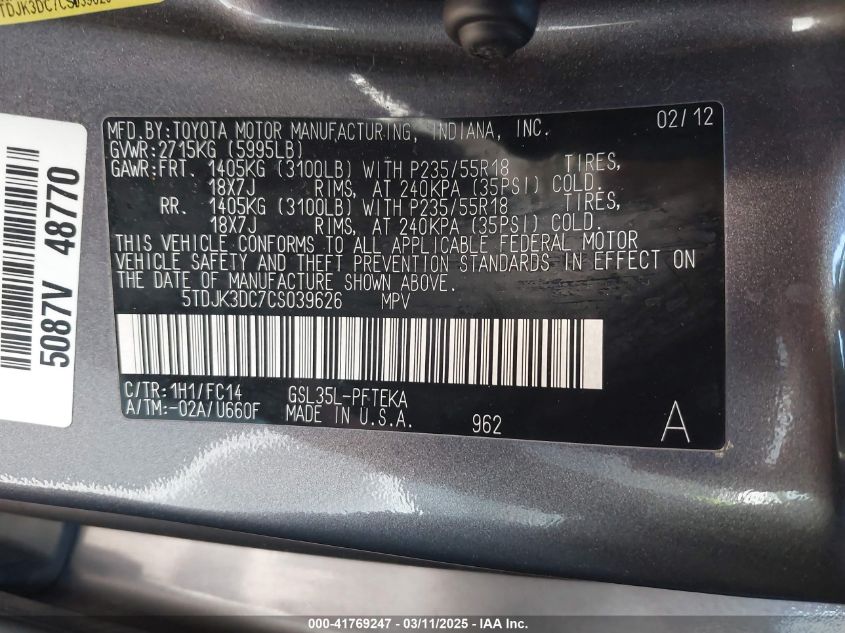 TDJK3DC7CS039626
5087V 48770
MFD.BY:TOYOTA MOTOR MANUFACTURING, INDIANA, INC. 02/12
GVWR:2715KG (5995LB)
GAWR:FRT. 1405KG (3100LB) WITH P235/55R18 TIRES,
18X7J RIMS, AT 240KPA (35PSI) COLD.
RR. 1405KG (3100LB) WITH P235/55R18 TIRES,
18X7J RIMS, AT 240KPA (35PSI) COLD.
THIS VEHICLE CONFORMS TO ALL APPLICABLE FEDERAL MOTOR
VEHICLE SAFETY AND THEFT PREVENTION STANDARDS IN EFFECT ON
THE DATE OF MANUFACTURE SHOWN ABOVE.
5TDJK3DC7CS039626 MPV
C/TR:1H1/FC14 GSL35L-PFTEKA
A/TM:-02A/U660F MADE IN U.S.A. 962 A
000-41769247 - 03/11/2025 - IAA Inc.